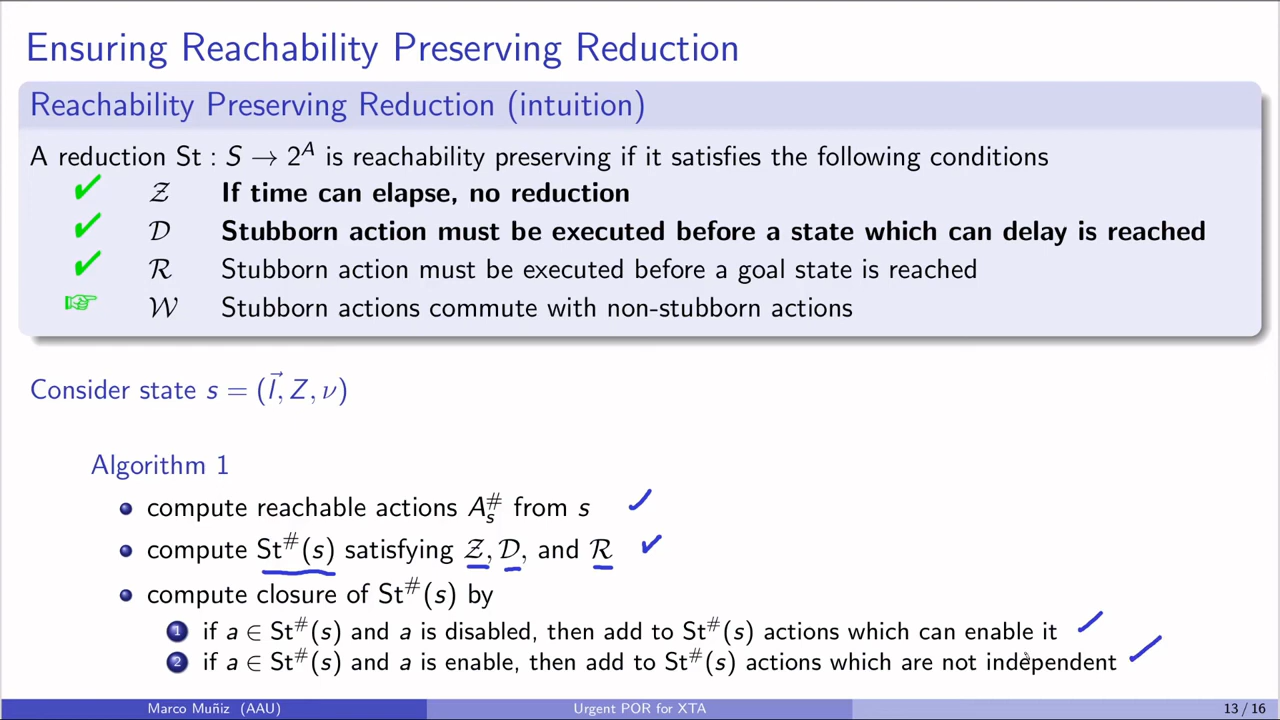 Ensuring Reachability Preserving Reduction
Reachability Preserving Reduction (intuition)
A reduction St : S → 2^A is reachability preserving if it satisfies the following conditions
✔ 𝒵 If time can elapse, no reduction
✔ 𝒟 Stubborn action must be executed before a state which can delay is reached
✔ ℛ Stubborn action must be executed before a goal state is reached
☞ 𝒲 Stubborn actions commute with non-stubborn actions
Consider state s = (l⃗, Z, ν)
Algorithm 1
compute reachable actions A_s^# from s
compute St^#(s) satisfying 𝒵, 𝒟, and ℛ
compute closure of St^#(s) by
1 if a ∈ St^#(s) and a is disabled, then add to St^#(s) actions which can enable it
2 if a ∈ St^#(s) and a is enable, then add to St^#(s) actions which are not independent
Marco Muñiz (AAU) Urgent POR for XTA 13 / 16